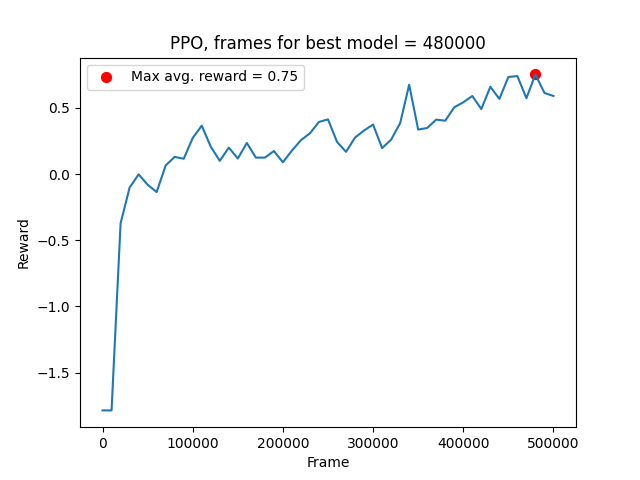 PPO, frames for best model = 480000
Max avg. reward = 0.75
0.5
0.0
−0.5
−1.0
−1.5
Reward
0 100000 200000 300000 400000 500000
Frame